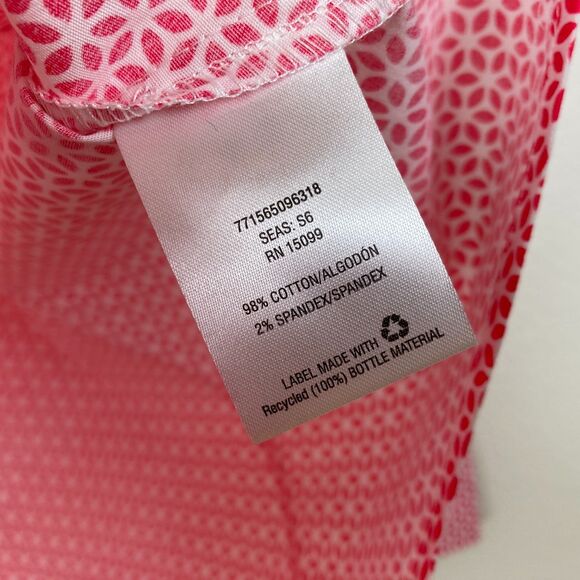 771565096318
SEAS: S6
RN 15099
98% COTTON/ALGODÓN
2% SPANDEX/SPANDEX
LABEL MADE WITH
Recycled (100%) BOTTLE MATERIAL